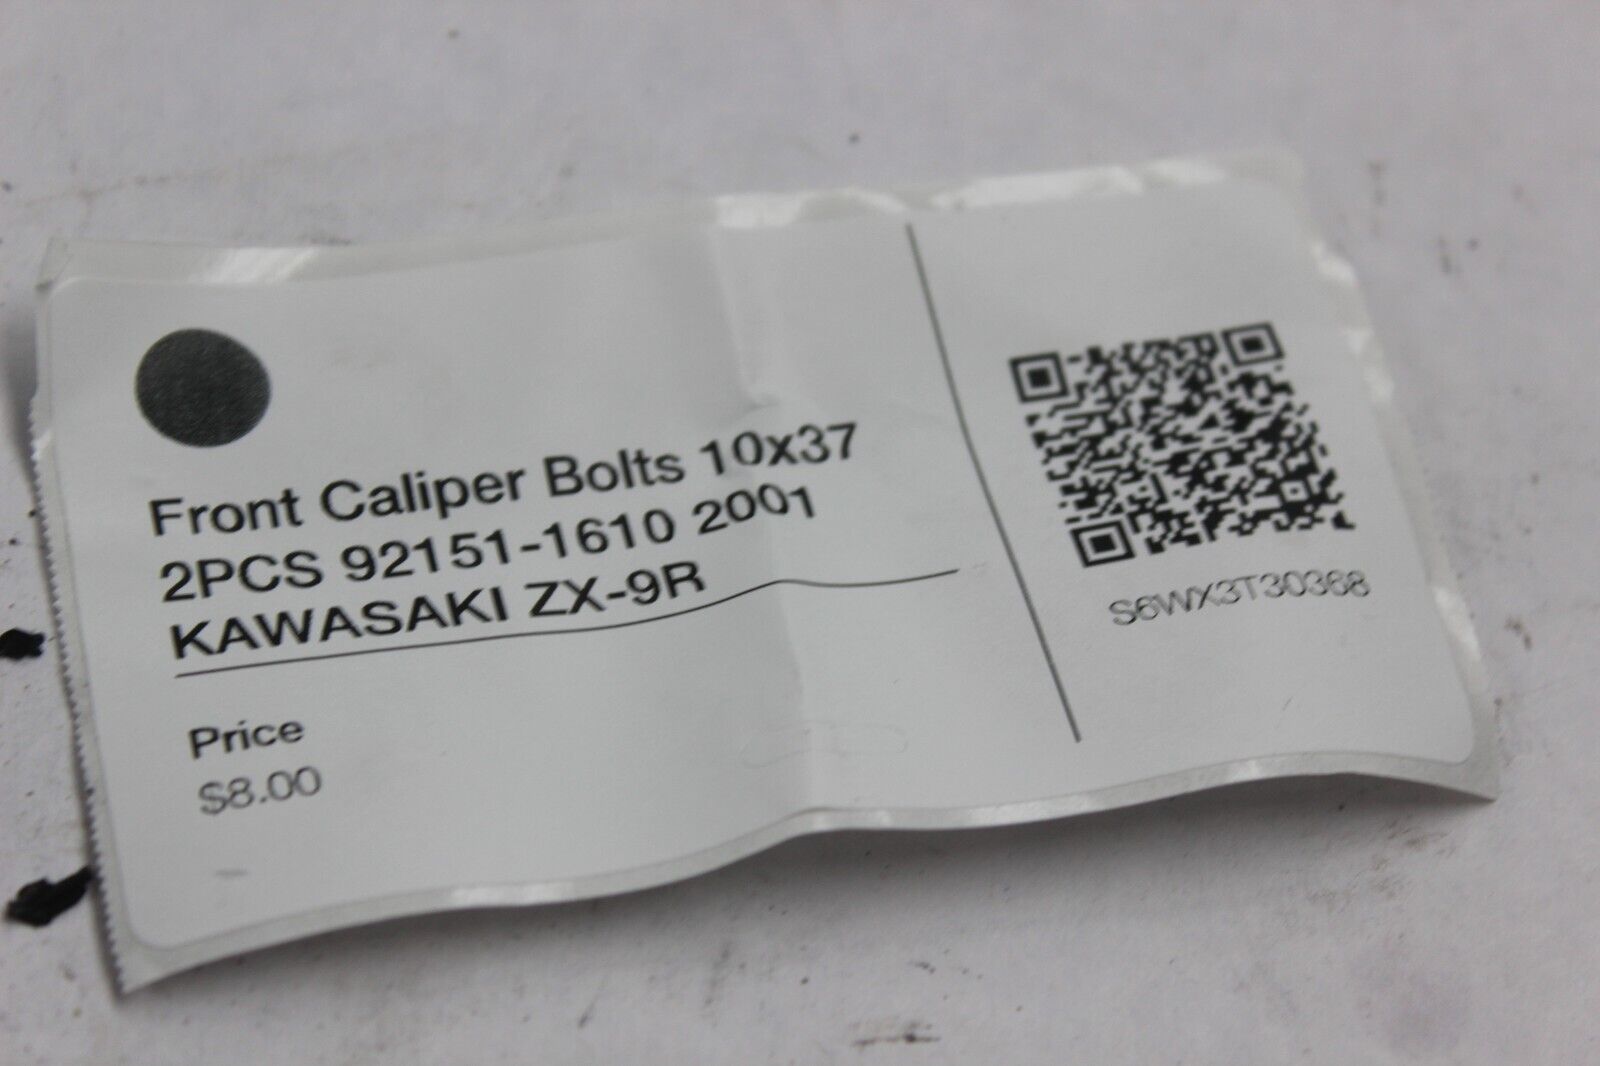 Front Caliper Bolts 10x37
2PCS 92151-1610 2001
KAWASAKI ZX-9R
Price
$8.00
S6WX3T30368